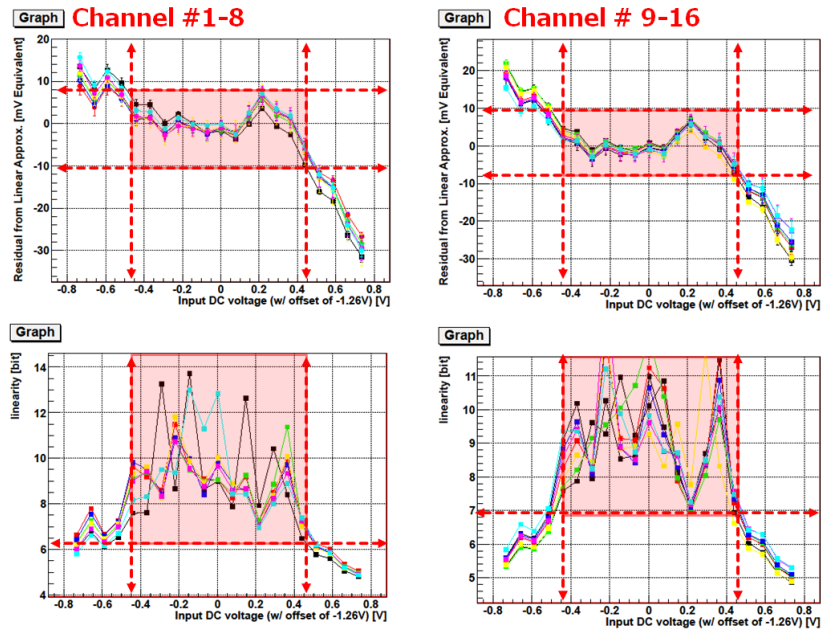 Graph
Channel #1-8
Residual from Linear Approx. [mV Equivalent]
20
10
0
-10
-20
-30
-0.8 -0.6 -0.4 -0.2 0 0.2 0.4 0.6 0.8
Input DC voltage (w/ offset of -1.26V) [V]
Graph
Channel # 9-16
Residual from Linear Approx. [mV Equivalent]
20
10
0
-10
-20
-30
-0.8 -0.6 -0.4 -0.2 0 0.2 0.4 0.6 0.8
Input DC voltage (w/ offset of -1.26V) [V]
Graph
linearity [bit]
14
12
10
8
6
4
-0.8 -0.6 -0.4 -0.2 0 0.2 0.4 0.6 0.8
Input DC voltage (w/ offset of -1.26V) [V]
Graph
linearity [bit]
11
10
9
8
7
6
5
-0.8 -0.6 -0.4 -0.2 0 0.2 0.4 0.6 0.8
Input DC voltage (w/ offset of -1.26V) [V]